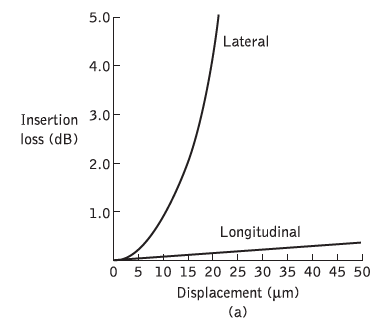 5.0
Lateral
4.0
Insertion
loss (dB)
3.0
2.0
1.0
Longitudinal
0 5 10 15 20 25 30 35 40 45 50
Displacement (μm)
(a)